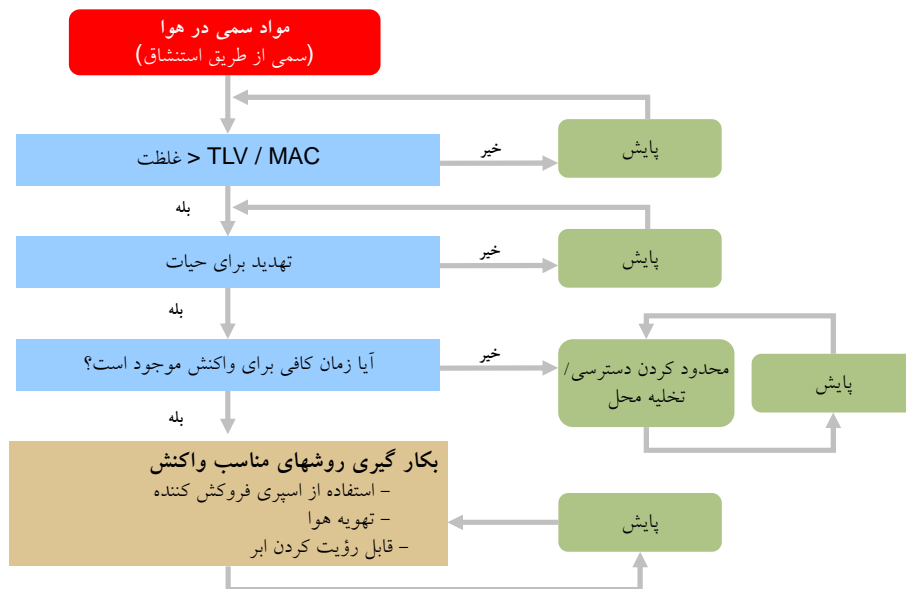 مواد سمی در هوا
(سمی از طریق استنشاق)
پایش
خیر
غلظت > TLV / MAC
بله
پایش
خیر
تهدید برای حیات
بله
آیا زمان کافی برای واکنش موجود است؟
خیر
محدود کردن دسترسی/
تخلیه محل
پایش
بله
بکار گیری روشهای مناسب واکنش
– استفاده از اسپری فروکش کننده
– تهویه هوا
– قابل رؤیت کردن ابر
پایش